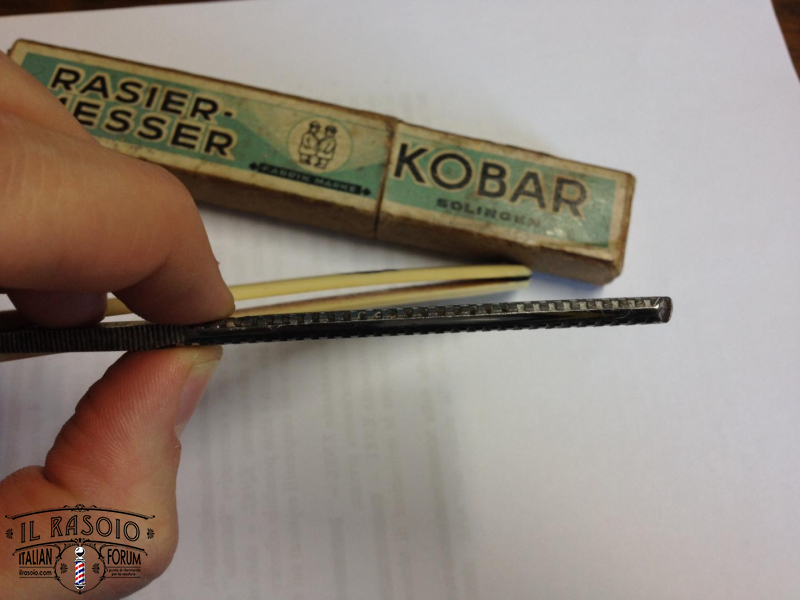 RASIER-
MESSER
FABRIK MARKE
KOBAR
SOLINGEN
IL RASOIO
ITALIAN FORUM
ilrasoio.com